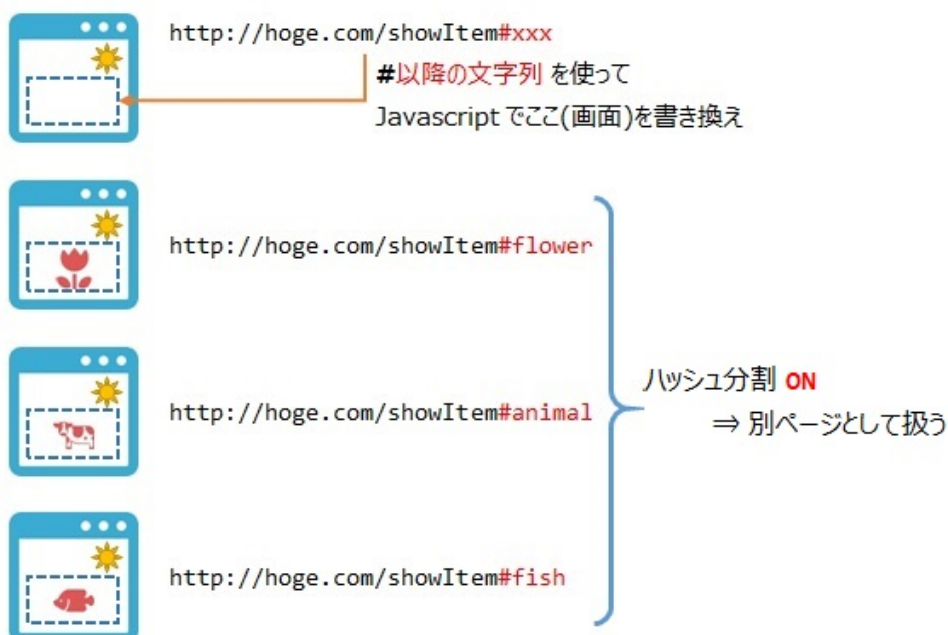 http://hoge.com/showItem#xxx
#以降の文字列 を使って
Javascript でここ(画面)を書き換え
http://hoge.com/showItem#flower
ハッシュ分割 ON
⇒ 別ページとして扱う
http://hoge.com/showItem#animal
http://hoge.com/showItem#fish